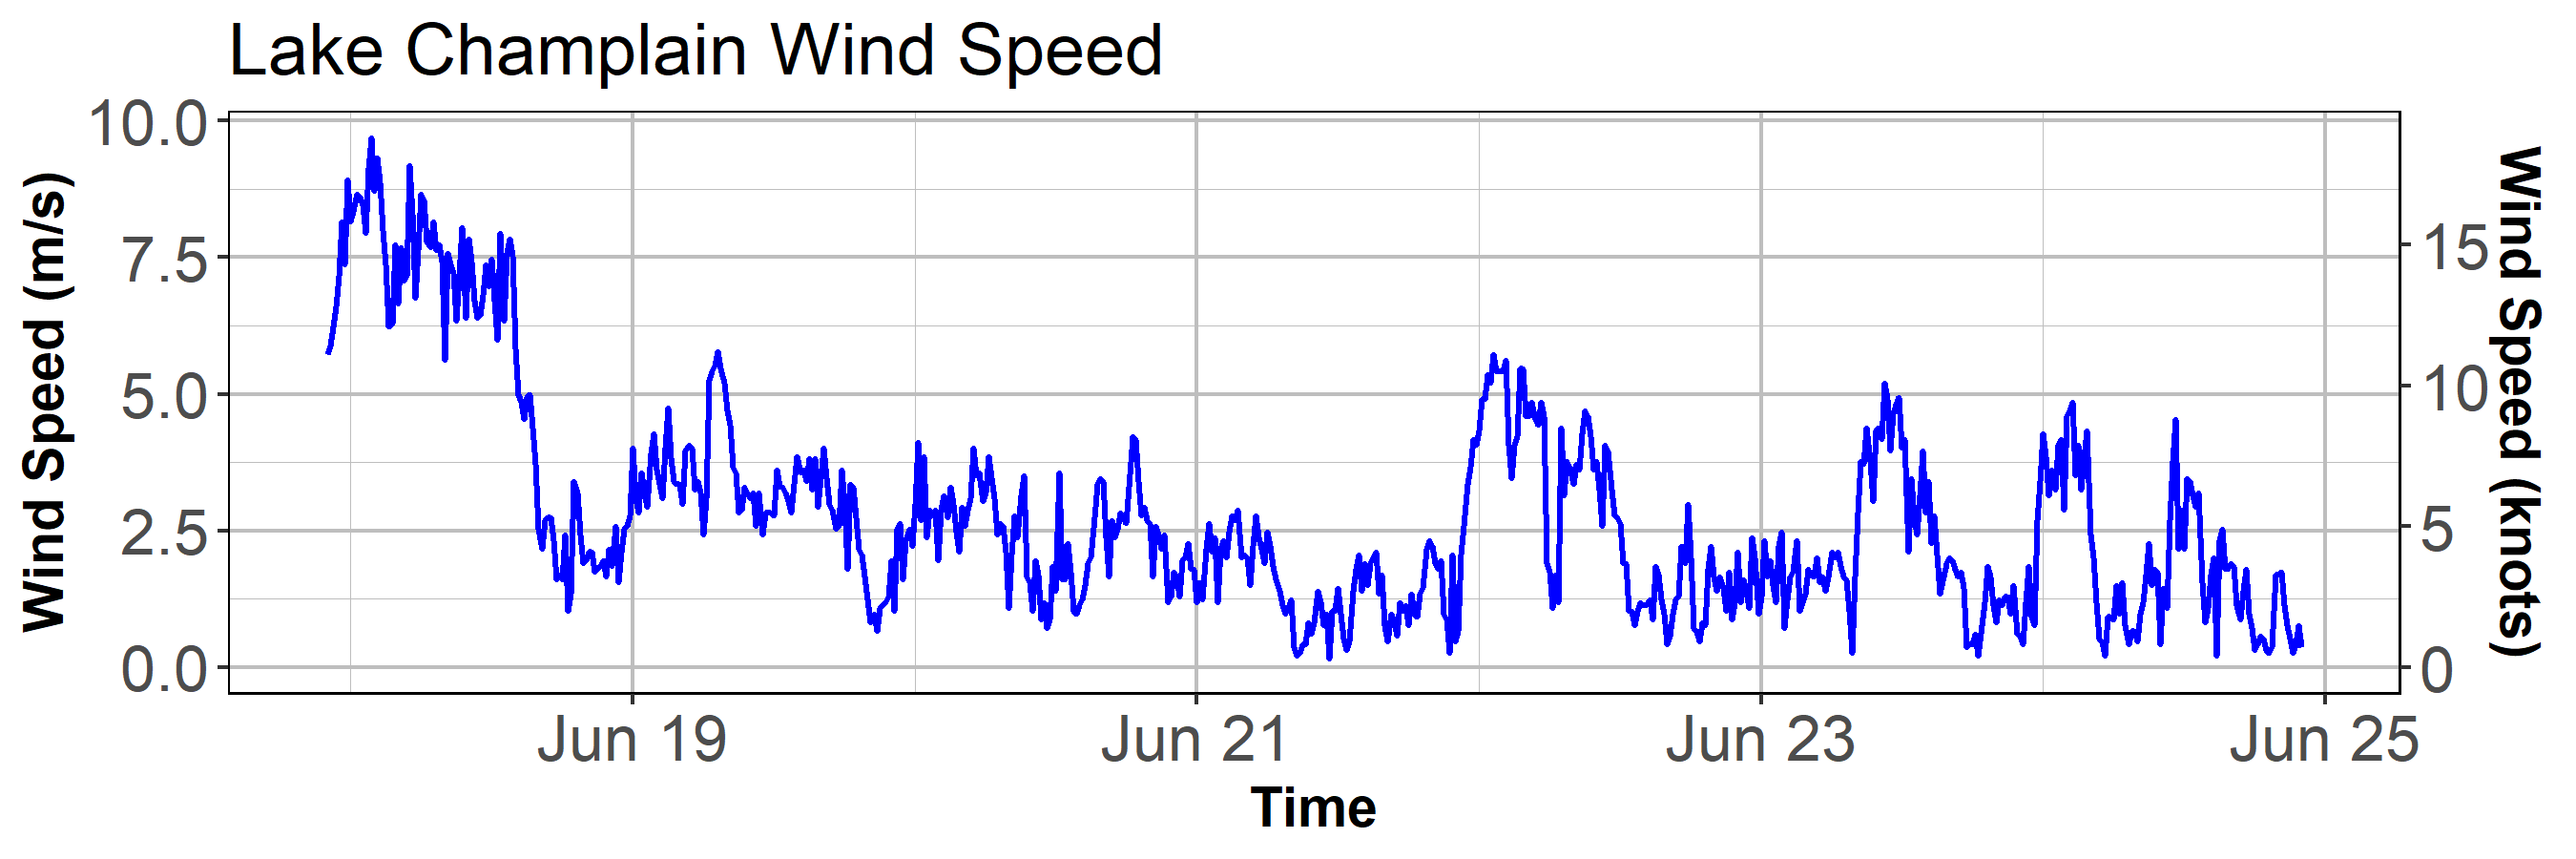 Lake Champlain Wind Speed
10.0
7.5
5.0
2.5
0.0
Wind Speed (m/s)
15
10
5
0
Wind Speed (knots)
Jun 19
Jun 21
Jun 23
Jun 25
Time